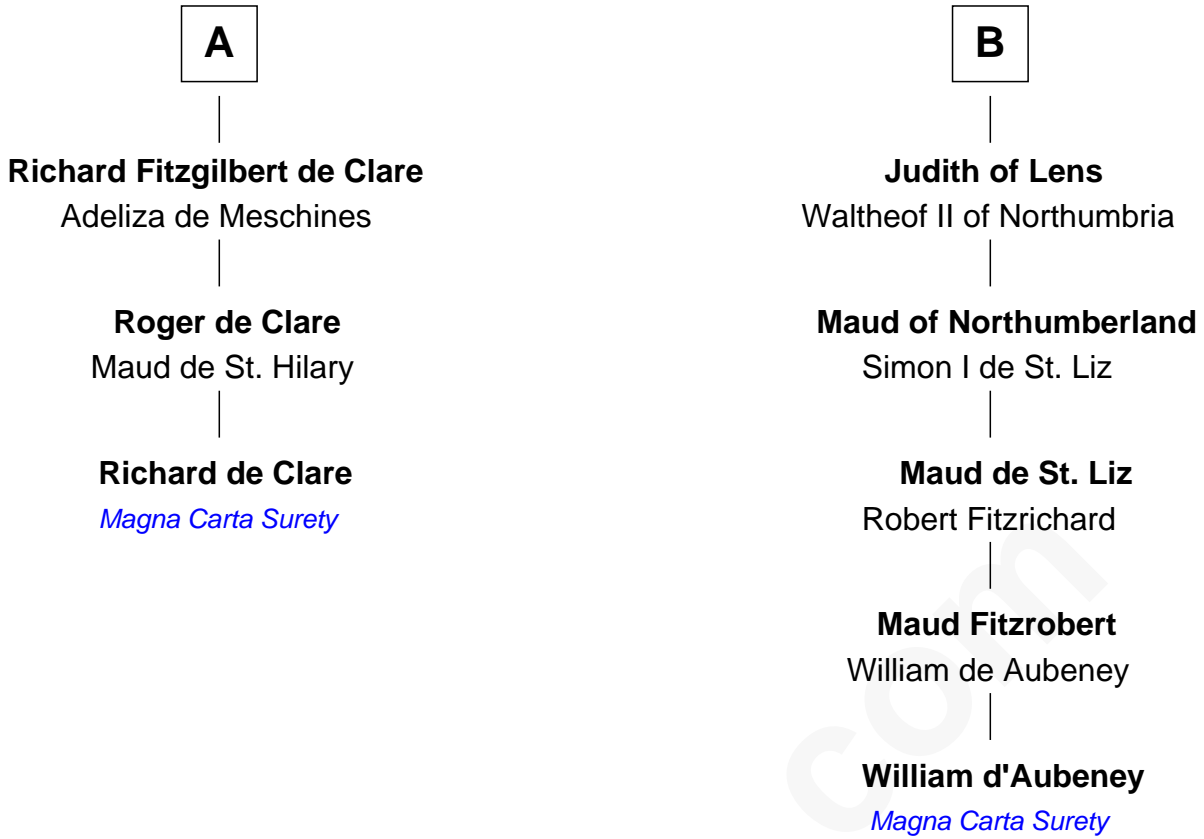 A
Richard Fitzgilbert de Clare
Adeliza de Meschines
Roger de Clare
Maud de St. Hilary
Richard de Clare
Magna Carta Surety
B
Judith of Lens
Waltheof II of Northumbria
Maud of Northumberland
Simon I de St. Liz
Maud de St. Liz
Robert Fitzrichard
Maud Fitzrobert
William de Aubeney
William d'Aubeney
Magna Carta Surety
com